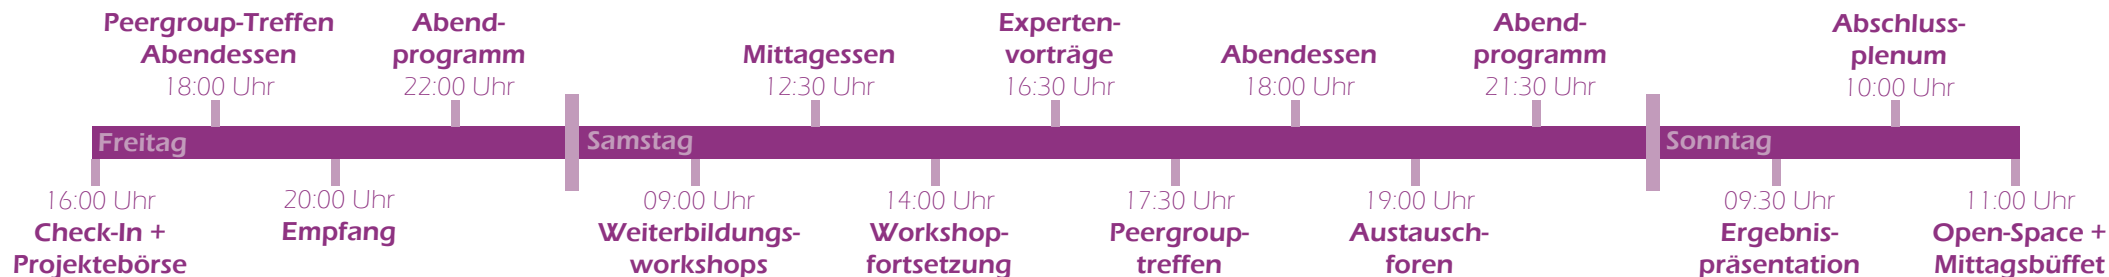 Peergroup-Treffen
Abendessen
18:00 Uhr
Abend-
programm
22:00 Uhr
Mittagessen
12:30 Uhr
Experten-
vorträge
16:30 Uhr
Abendessen
18:00 Uhr
Abend-
programm
21:30 Uhr
Abschluss-
plenum
10:00 Uhr
Freitag
Samstag
Sonntag
16:00 Uhr
Check-In +
Projektebörse
20:00 Uhr
Empfang
09:00 Uhr
Weiterbildungs-
workshops
14:00 Uhr
Workshop-
fortsetzung
17:30 Uhr
Peergroup-
treffen
19:00 Uhr
Austausch-
foren
09:30 Uhr
Ergebnis-
präsentation
11:00 Uhr
Open-Space +
Mittagsbüffet